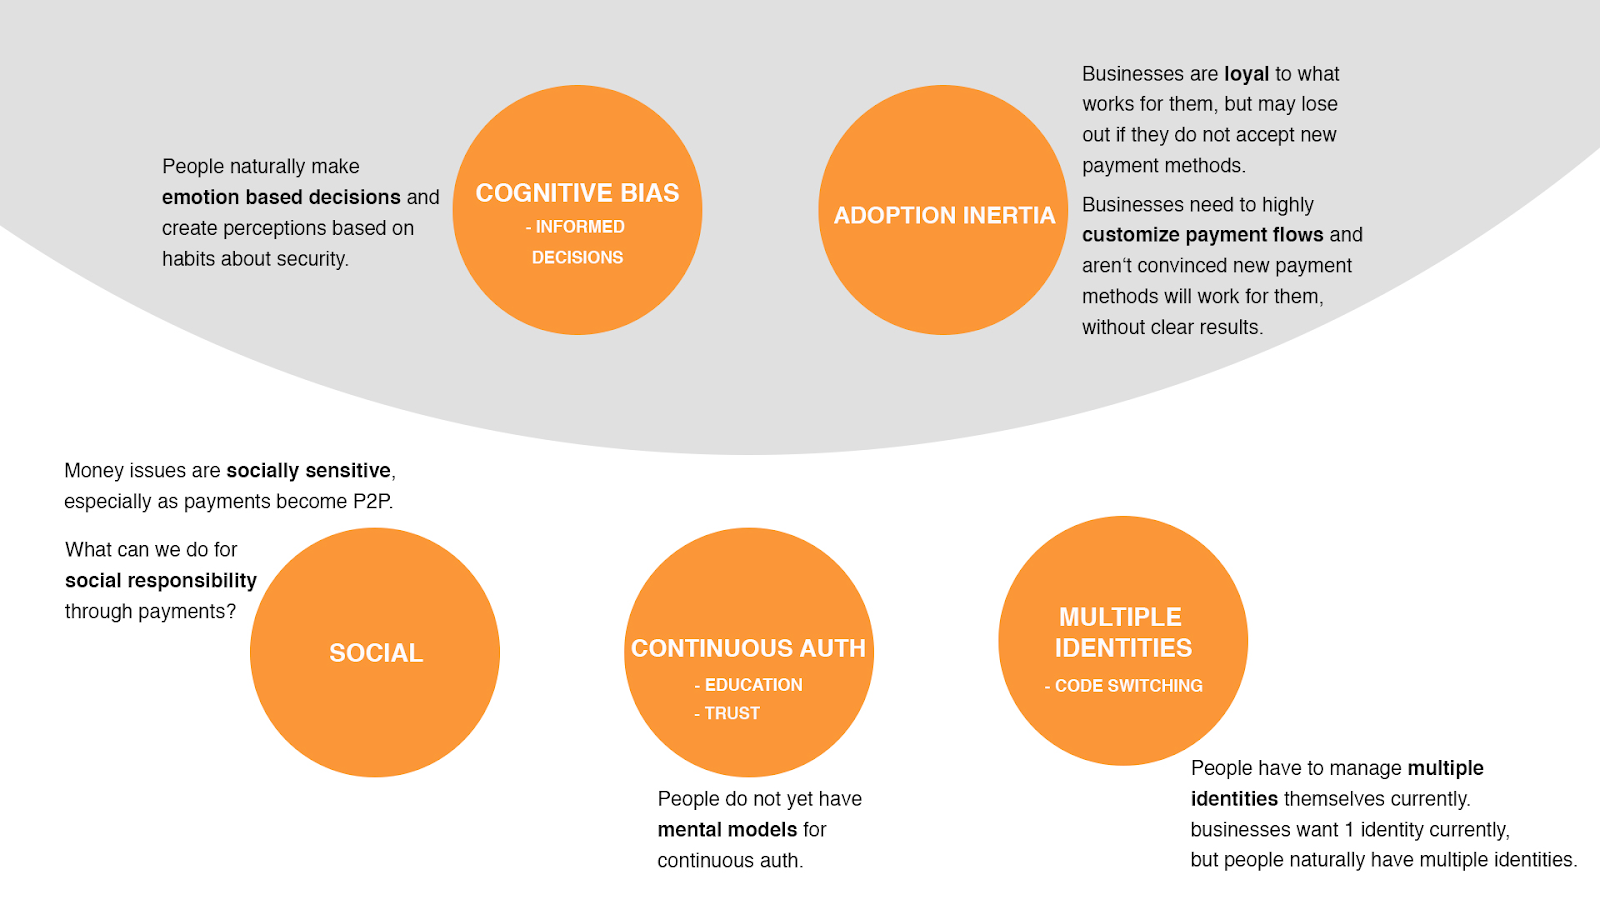 People naturally make
emotion based decisions and
create perceptions based on
habits about security.
COGNITIVE BIAS
- INFORMED
DECISIONS
ADOPTION INERTIA
Businesses are loyal to what
works for them, but may lose
out if they do not accept new
payment methods.
Businesses need to highly
customize payment flows and
aren‘t convinced new payment
methods will work for them,
without clear results.
Money issues are socially sensitive,
especially as payments become P2P.
What can we do for
social responsibility
through payments?
SOCIAL
CONTINUOUS AUTH
- EDUCATION
- TRUST
People do not yet have
mental models for
continuous auth.
MULTIPLE
IDENTITIES
- CODE SWITCHING
People have to manage multiple
identities themselves currently.
businesses want 1 identity currently,
but people naturally have multiple identities.